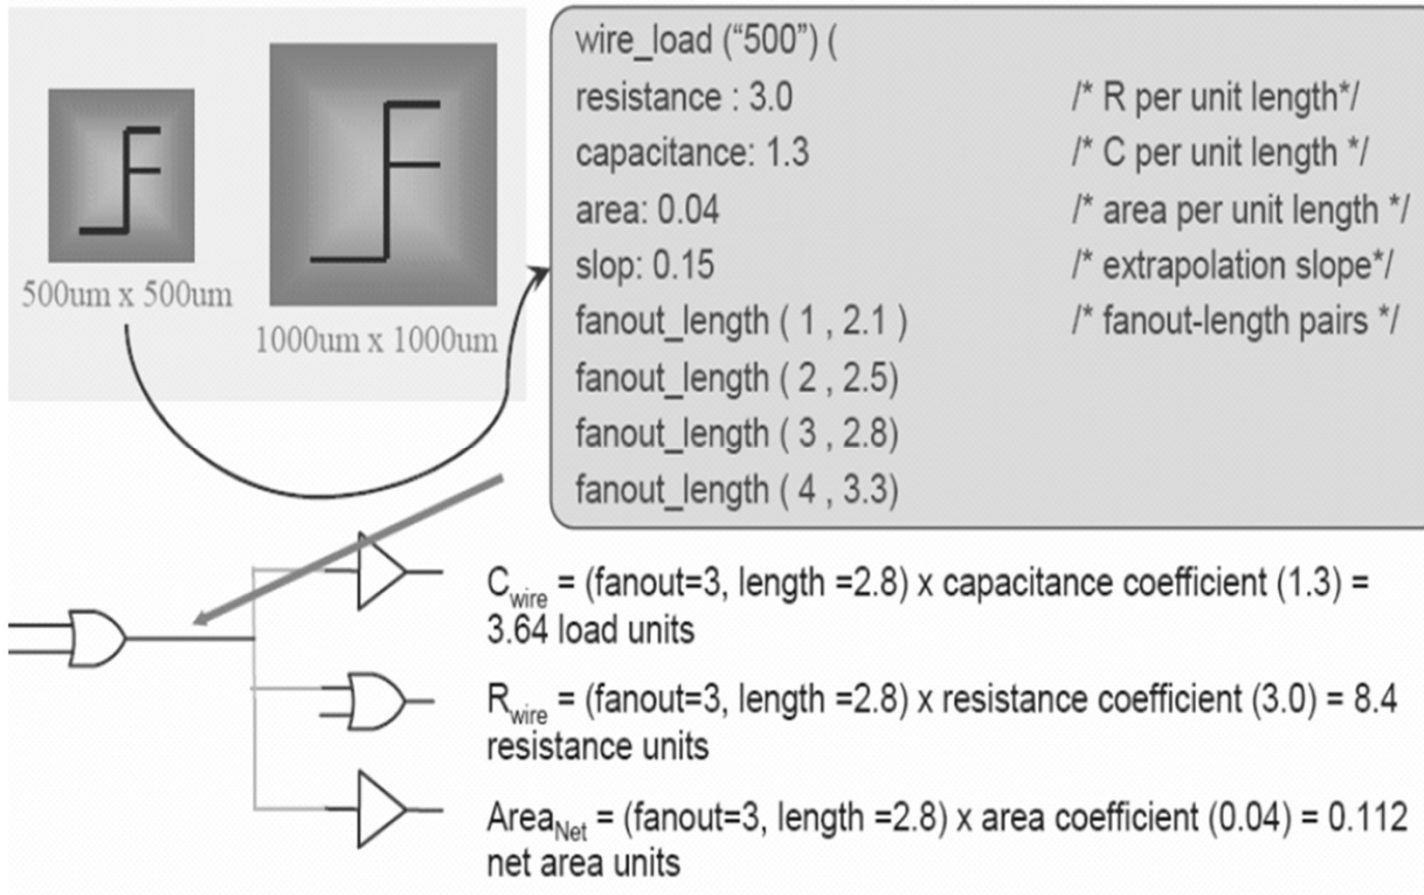 500um x 500um
1000um x 1000um
wire_load (“500”) (
resistance : 3.0 /* R per unit length*/
capacitance: 1.3 /* C per unit length */
area: 0.04 /* area per unit length */
slop: 0.15 /* extrapolation slope*/
fanout_length ( 1 , 2.1 ) /* fanout-length pairs */
fanout_length ( 2 , 2.5)
fanout_length ( 3 , 2.8)
fanout_length ( 4 , 3.3)
Cwire = (fanout=3, length =2.8) x capacitance coefficient (1.3) =
3.64 load units
Rwire = (fanout=3, length =2.8) x resistance coefficient (3.0) = 8.4
resistance units
AreaNet = (fanout=3, length =2.8) x area coefficient (0.04) = 0.112
net area units